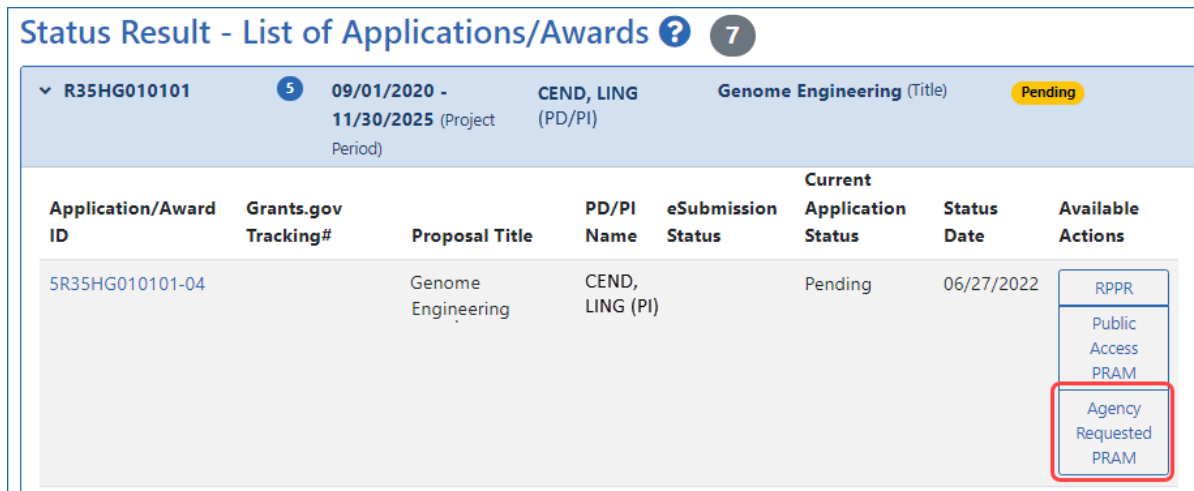 Status Result - List of Applications/Awards ? 7
R35HG010101 5 09/01/2020 - CEND, LING Genome Engineering (Title) Pending
11/30/2025 (Project (PD/PI)
Period)
Current
Application/Award Grants.gov PD/PI eSubmission Application Status Available
ID Tracking# Proposal Title Name Status Status Date Actions
5R35HG010101-04 Genome CEND, Pending 06/27/2022 RPPR
Engineering LING (PI)
Public
Access
PRAM
Agency
Requested
PRAM